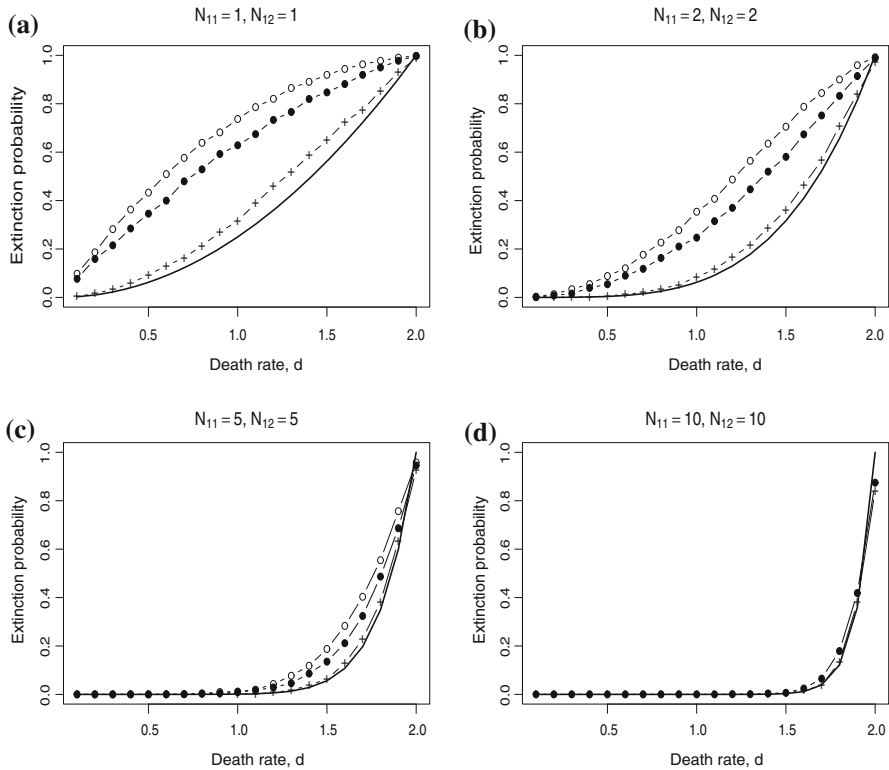 (a)
N11 = 1, N12 = 1
Extinction probability
0.0 0.2 0.4 0.6 0.8 1.0
0.5 1.0 1.5 2.0
Death rate, d
(b)
N11 = 2, N12 = 2
Extinction probability
0.0 0.2 0.4 0.6 0.8 1.0
0.5 1.0 1.5 2.0
Death rate, d
(c)
N11 = 5, N12 = 5
Extinction probability
0.0 0.2 0.4 0.6 0.8 1.0
0.5 1.0 1.5 2.0
Death rate, d
(d)
N11 = 10, N12 = 10
Extinction probability
0.0 0.2 0.4 0.6 0.8 1.0
0.5 1.0 1.5 2.0
Death rate, d